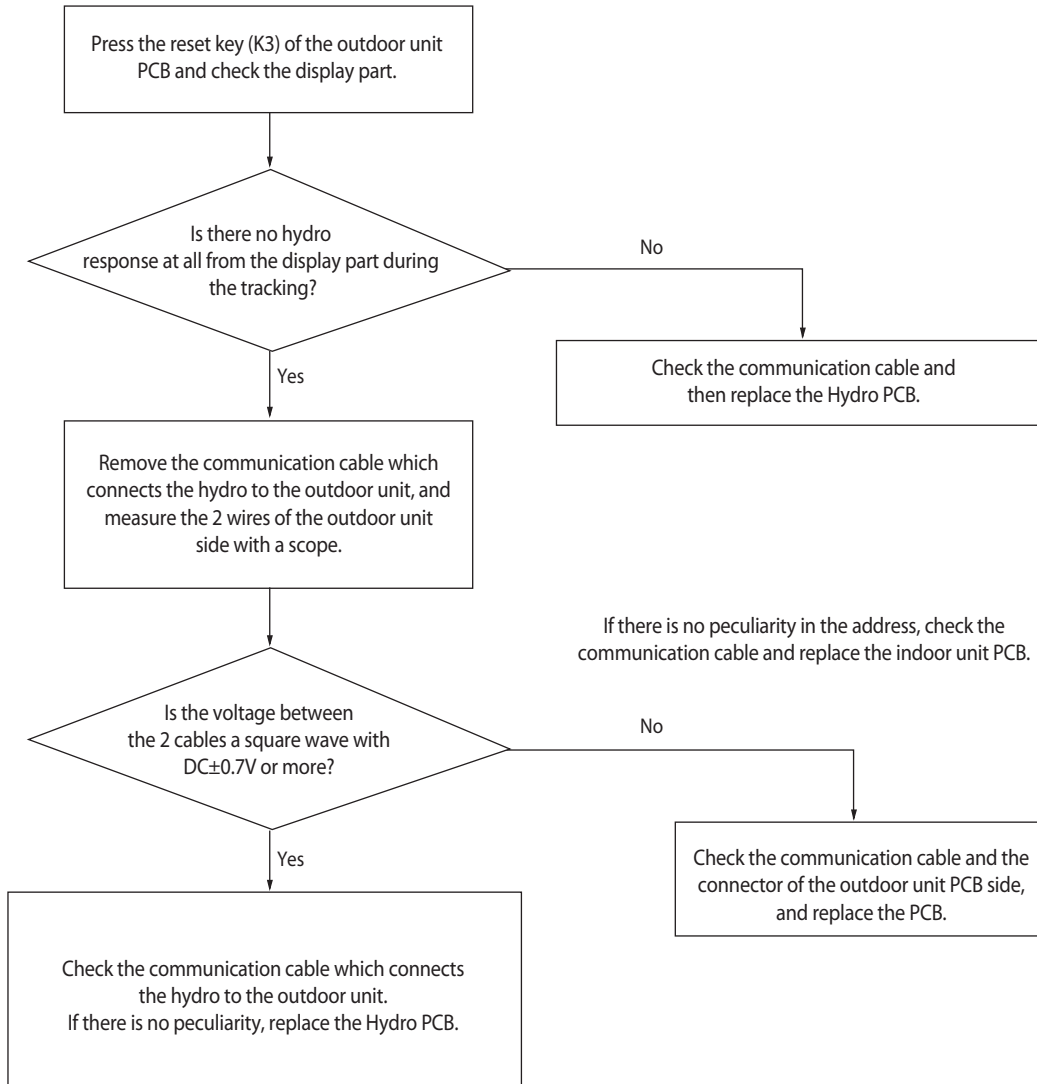 Press the reset key (K3) of the outdoor unit
PCB and check the display part.
Is there no hydro
response at all from the display part during
the tracking?
No
Yes
Check the communication cable and
then replace the Hydro PCB.
Remove the communication cable which
connects the hydro to the outdoor unit, and
measure the 2 wires of the outdoor unit
side with a scope.
If there is no peculiarity in the address, check the
communication cable and replace the indoor unit PCB.
Is the voltage between
the 2 cables a square wave with
DC±0.7V or more?
No
Yes
Check the communication cable and the
connector of the outdoor unit PCB side,
and replace the PCB.
Check the communication cable which connects
the hydro to the outdoor unit.
If there is no peculiarity, replace the Hydro PCB.